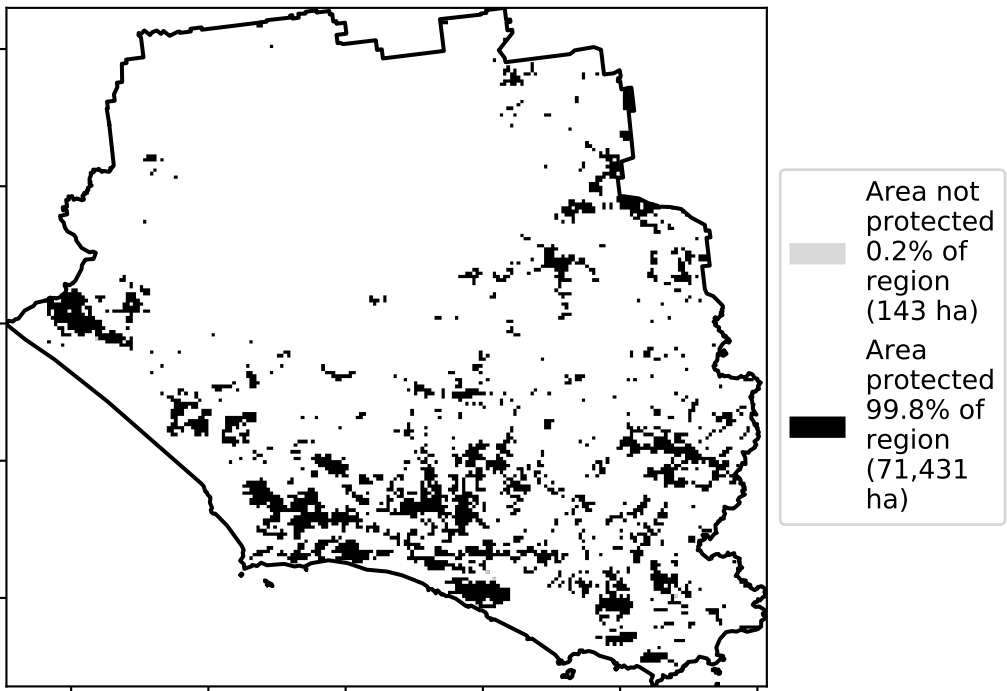 Area not
protected
0.2% of
region
(143 ha)
Area
protected
99.8% of
region
(71,431
ha)